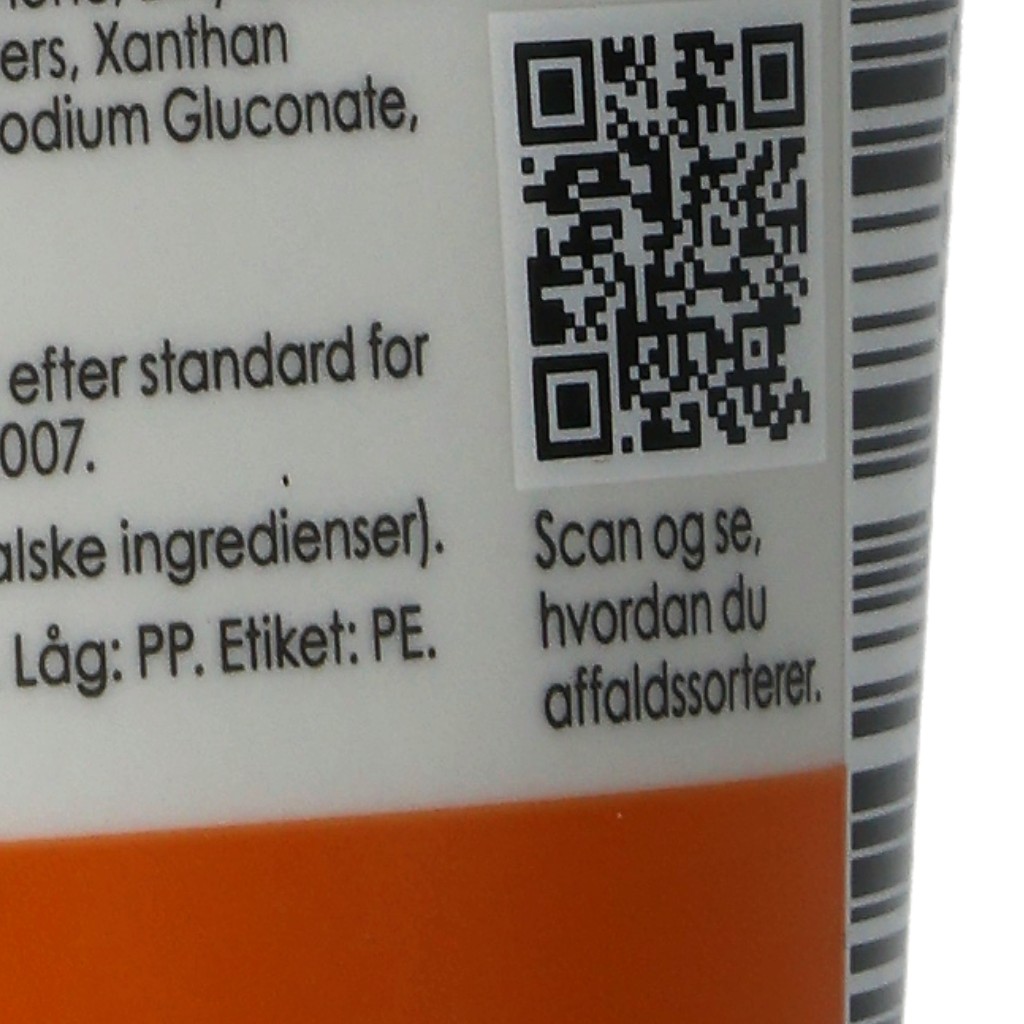 ers, Xanthan
odium Gluconate,
efter standard for
007.
alske ingredienser).
Låg: PP. Etiket: PE.
Scan og se,
hvordan du
affaldssorterer.